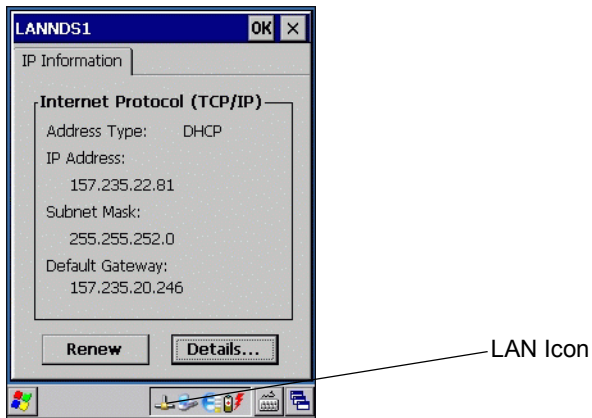 LANNDS1 OK
IP Information
Internet Protocol (TCP/IP)
Address Type: DHCP
IP Address:
157.235.22.81
Subnet Mask:
255.255.252.0
Default Gateway:
157.235.20.246
Renew Details...
LAN Icon